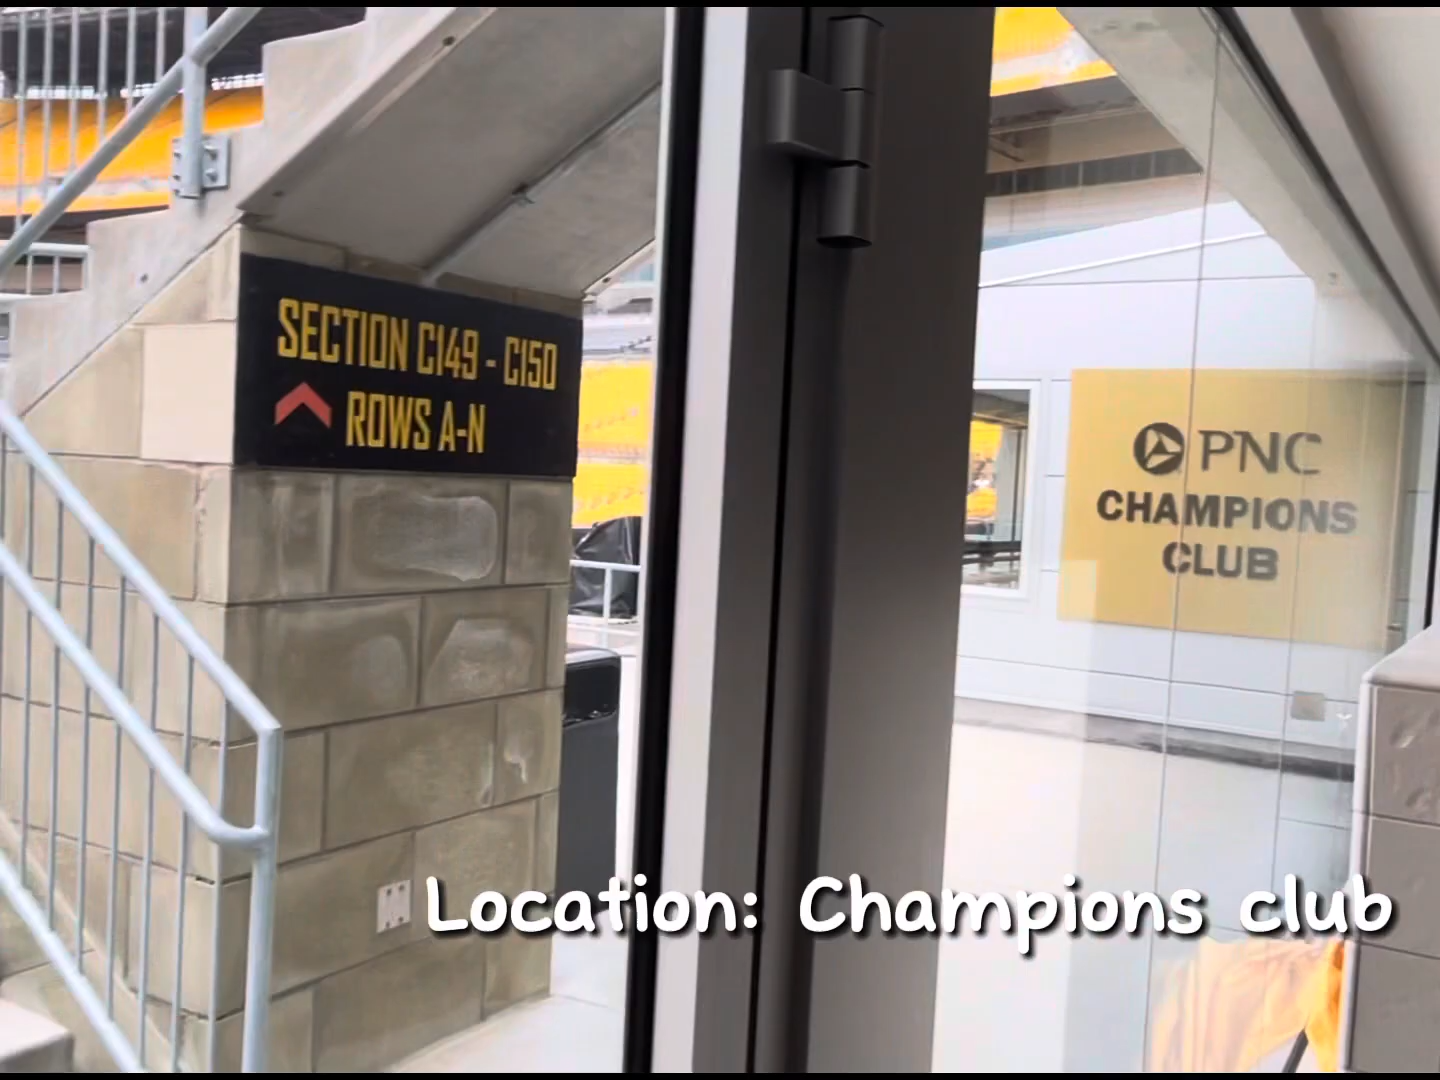 SECTION C149 - C150
ROWS A-N
PNC
CHAMPIONS
CLUB
Location: Champions club